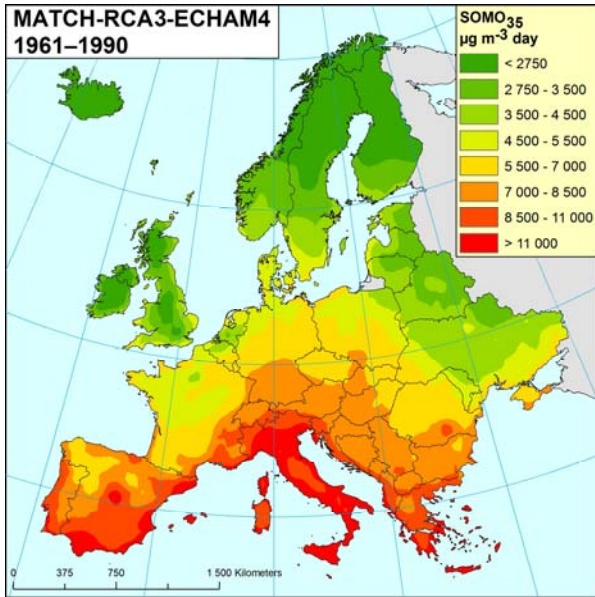 MATCH-RCA3-ECHAM4
1961–1990
SOMO35
µg m-3 day
< 2750
2 750 - 3 500
3 500 - 4 500
4 500 - 5 500
5 500 - 7 000
7 000 - 8 500
8 500 - 11 000
> 11 000
0 375 750 1 500 Kilometers